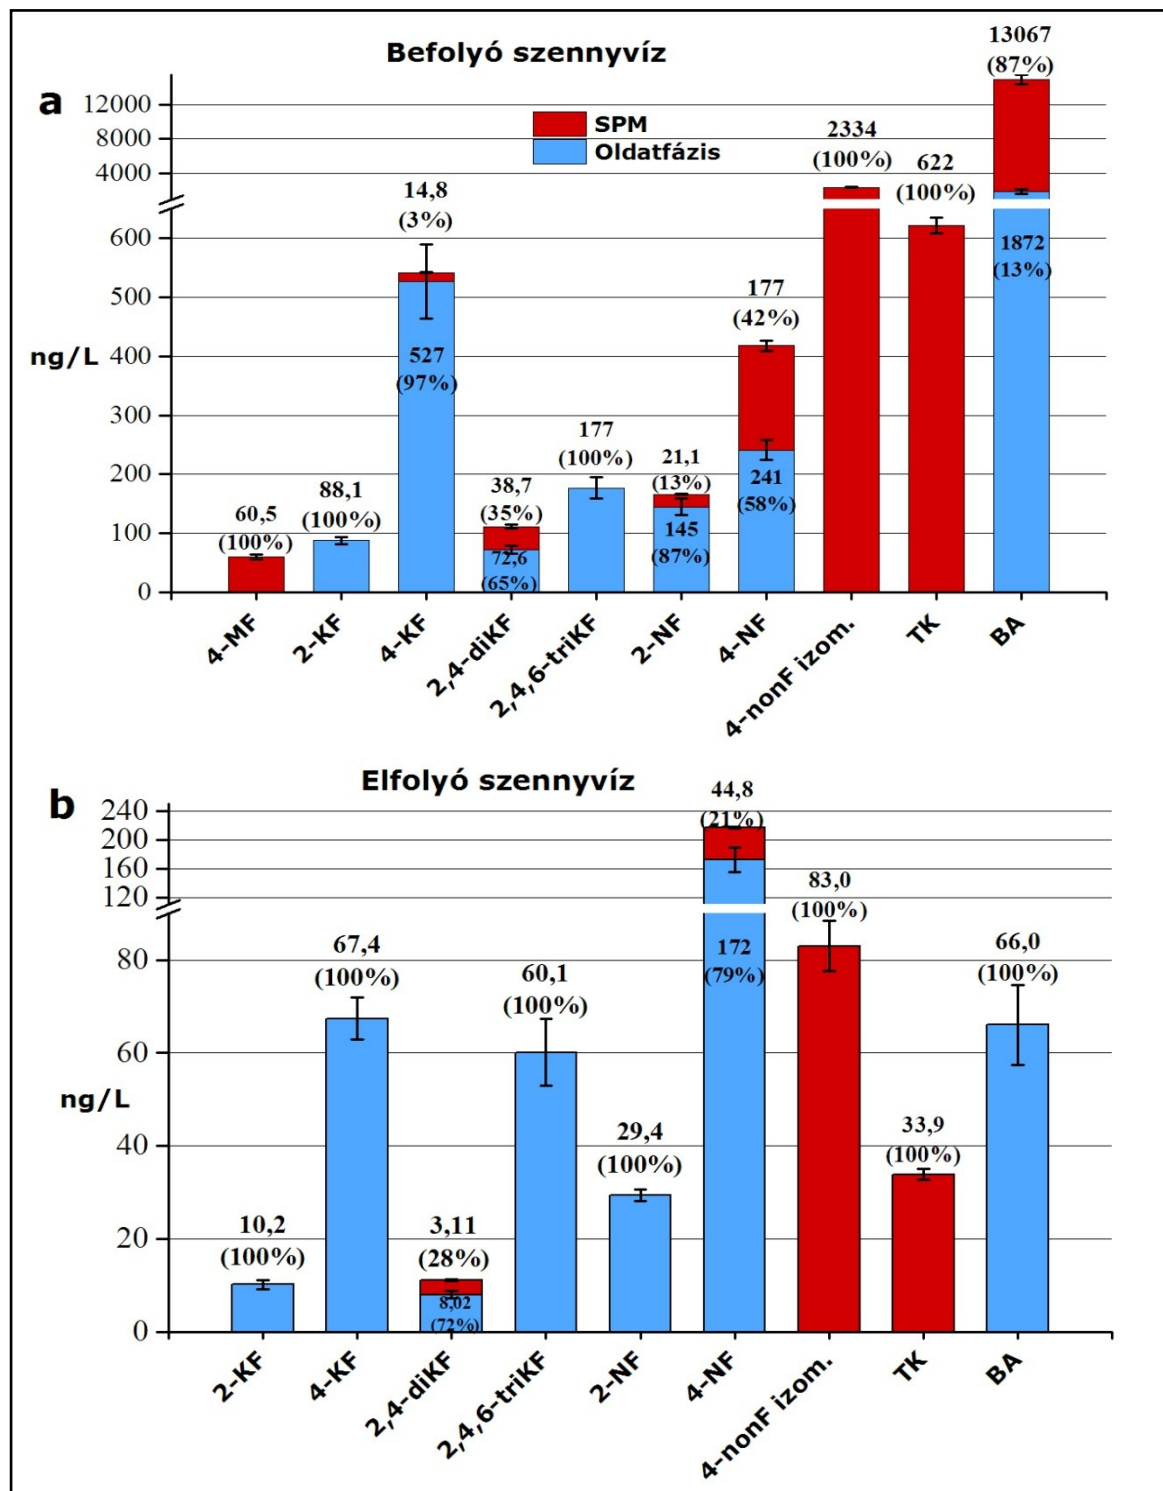 Befolyó szennyvíz
a
SPM
Oldatfázis
12000
8000
4000
600
500
400
300
200
100
0
ng/L
60,5
(100%)
88,1
(100%)
14,8
(3%)
527
(97%)
38,7
(35%)
72,6
(65%)
177
(100%)
21,1
(13%)
145
(87%)
177
(42%)
241
(58%)
2334
(100%)
622
(100%)
13067
(87%)
1872
(13%)
4-MF
2-KF
4-KF
2,4-diKF
2,4,6-triKF
2-NF
4-NF
4-nonF izom.
TK
BA
Elfolyó szennyvíz
b
240
200
160
120
80
60
40
20
0
ng/L
10,2
(100%)
67,4
(100%)
3,11
(28%)
8,02
(72%)
60,1
(100%)
29,4
(100%)
44,8
(21%)
172
(79%)
83,0
(100%)
33,9
(100%)
66,0
(100%)
2-KF
4-KF
2,4-diKF
2,4,6-triKF
2-NF
4-NF
4-nonF izom.
TK
BA